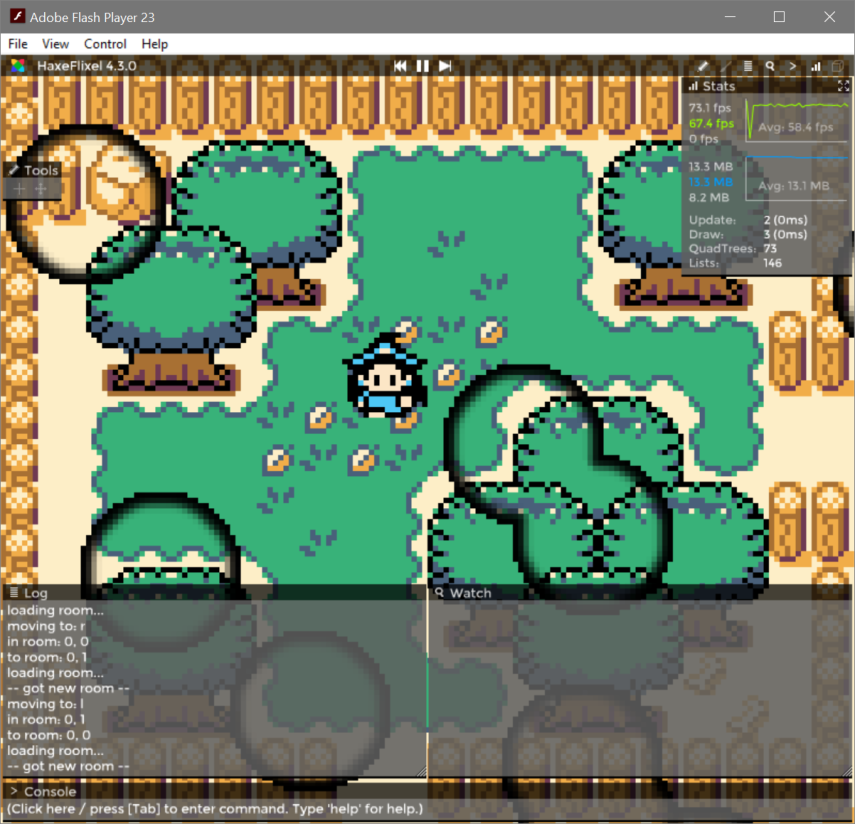 Adobe Flash Player 23
File View Control Help
HaxeFlixel 4.3.0
Stats
73.1 fps
67.4 fps
0 fps
Avg: 58.4 fps
13.3 MB
13.3 MB
8.2 MB
Avg: 13.1 MB
Update: 2 (0ms)
Draw: 3 (0ms)
QuadTrees: 73
Lists: 146
Tools
Log
loading room...
moving to: r
in room: 0, 0
to room: 0, 1
loading room...
-- got new room --
moving to: l
in room: 0, 1
to room: 0, 0
loading room...
-- got new room --
Watch
> Console
(Click here / press [Tab] to enter command. Type 'help' for help.)